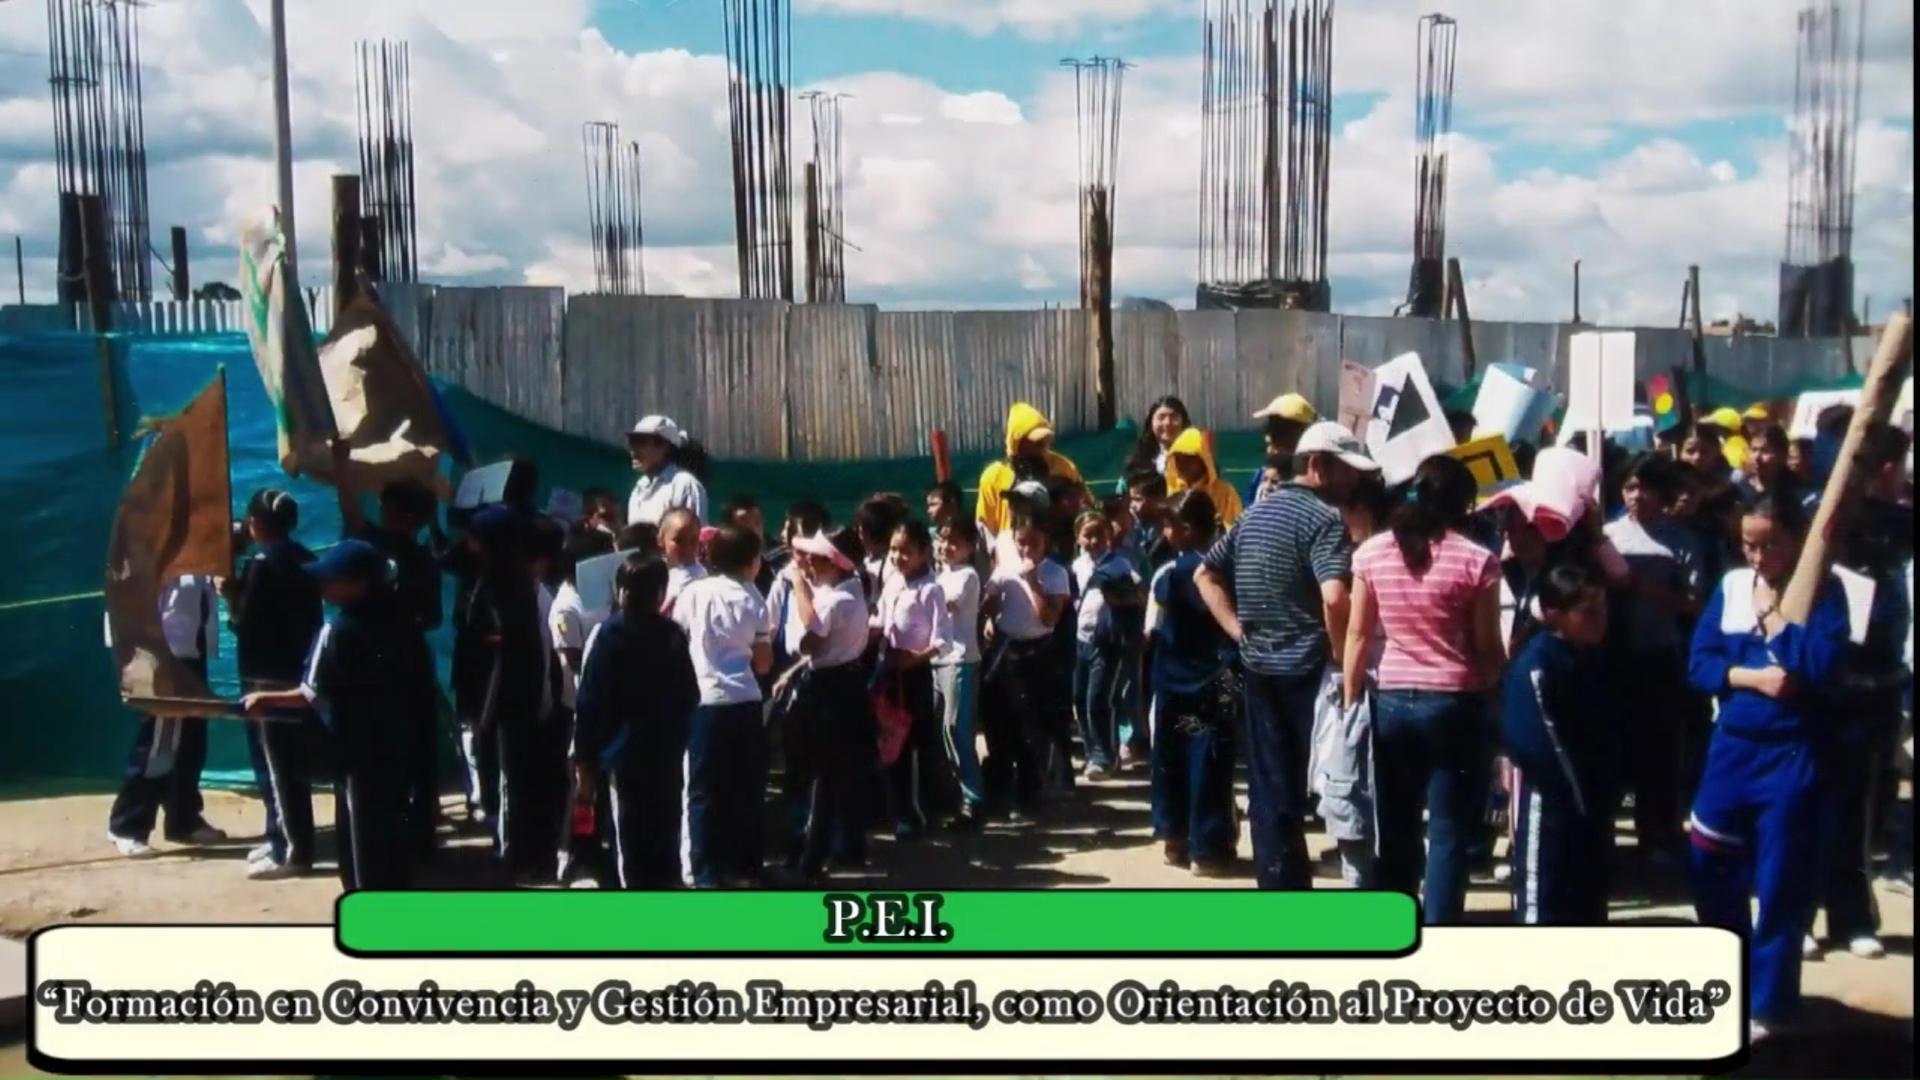 P.E.I.
“Formación en Convivencia y Gestión Empresarial, como Orientación al Proyecto de Vida”